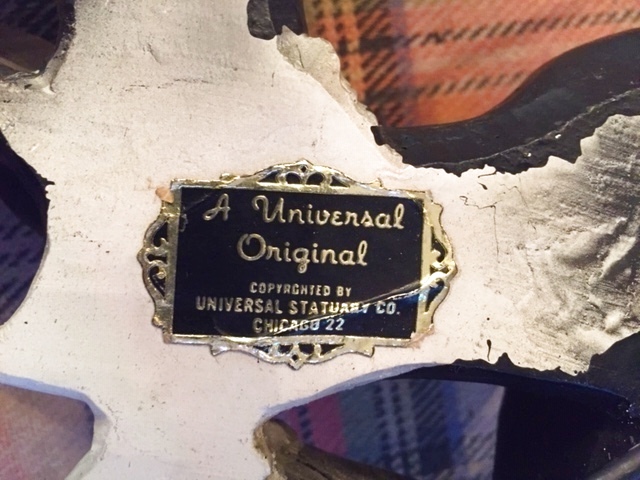 A Universal
Original
COPYRGHTED BY
UNIVERSAL STATUARY CO.
CHICAGO 22